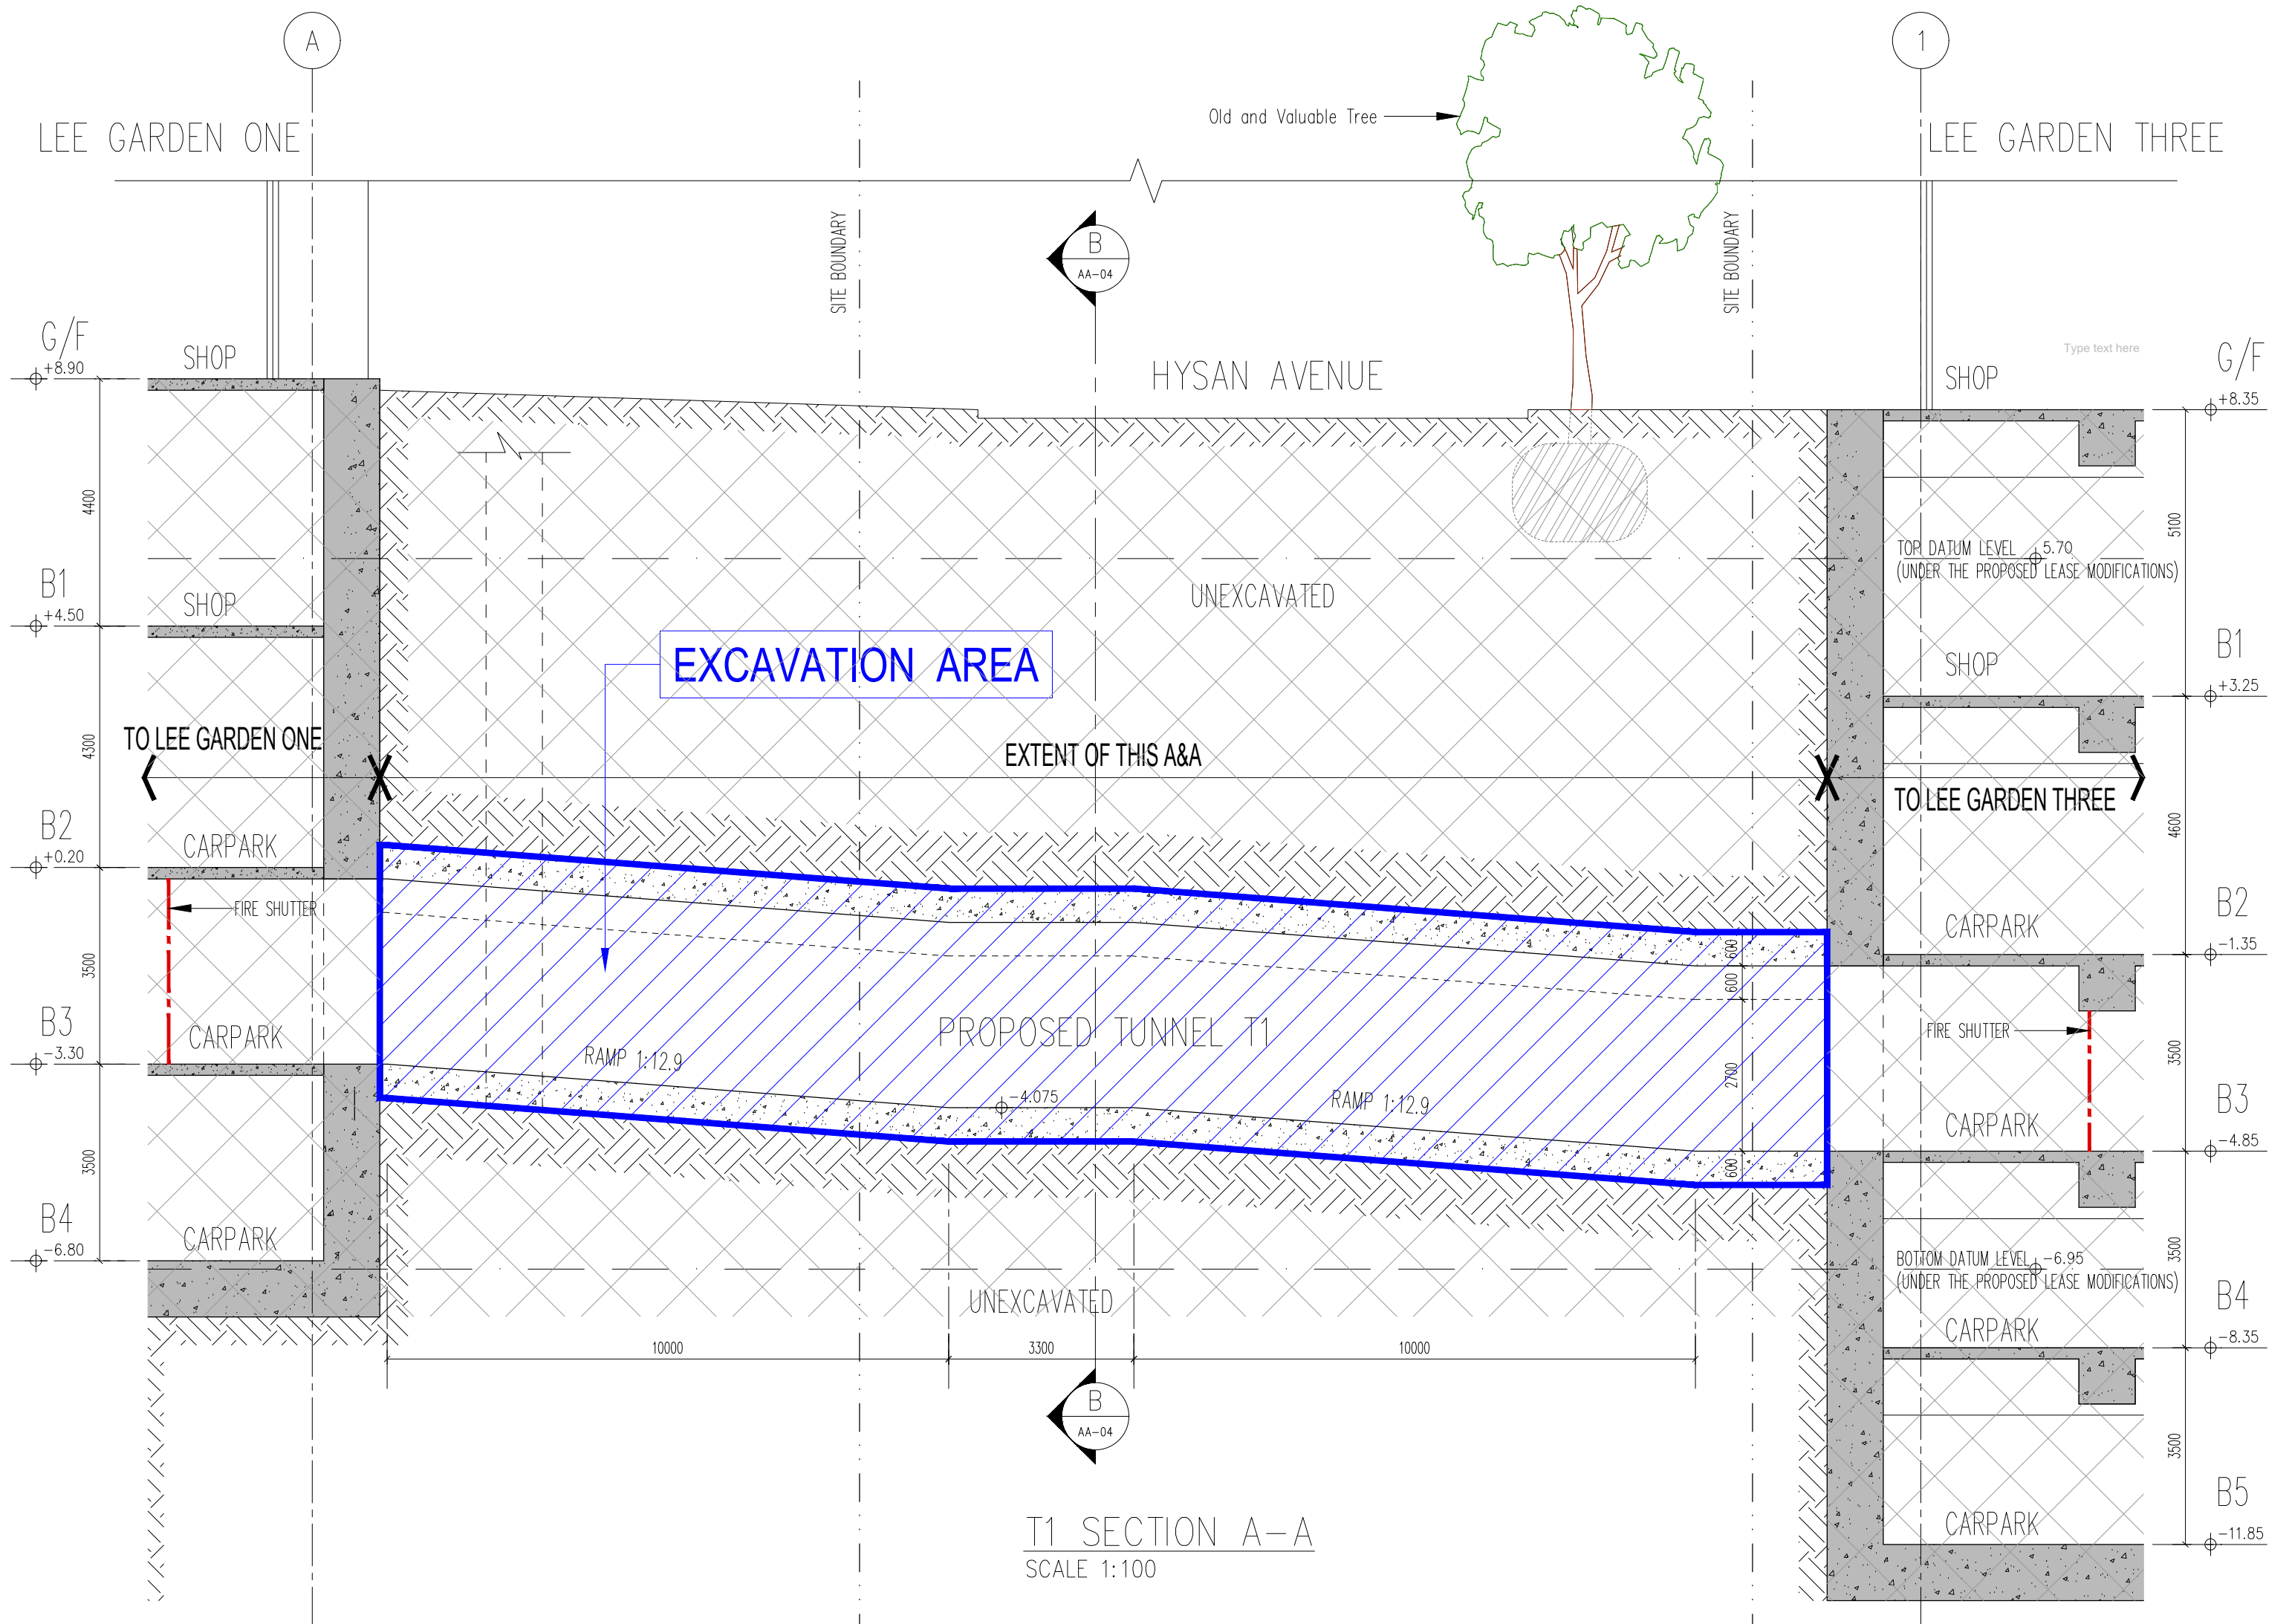 A
1
Old and Valuable Tree
LEE GARDEN ONE
LEE GARDEN THREE
SITE BOUNDARY
B
AA-04
SITE BOUNDARY
G/F
+8.90
SHOP
HYSAN AVENUE
Type text here
SHOP
G/F
+8.35
4400
5100
TOP DATUM LEVEL 5.70
(UNDER THE PROPOSED LEASE MODIFICATIONS)
B1
+4.50
SHOP
UNEXCAVATED
EXCAVATION AREA
SHOP
B1
+3.25
4300
TO LEE GARDEN ONE
EXTENT OF THIS A&A
TO LEE GARDEN THREE
4600
B2
+0.20
CARPARK
FIRE SHUTTER
CARPARK
B2
-1.35
3500
600
600
2700
600
PROPOSED TUNNEL T1
FIRE SHUTTER
3500
B3
-3.30
CARPARK
RAMP 1:12.9
-4.075
RAMP 1:12.9
CARPARK
B3
-4.85
3500
B4
-6.80
CARPARK
UNEXCAVATED
BOTTOM DATUM LEVEL -6.95
(UNDER THE PROPOSED LEASE MODIFICATIONS)
3500
CARPARK
B4
-8.35
10000
3300
10000
B
AA-04
3500
CARPARK
B5
-11.85
T1 SECTION A-A
SCALE 1:100